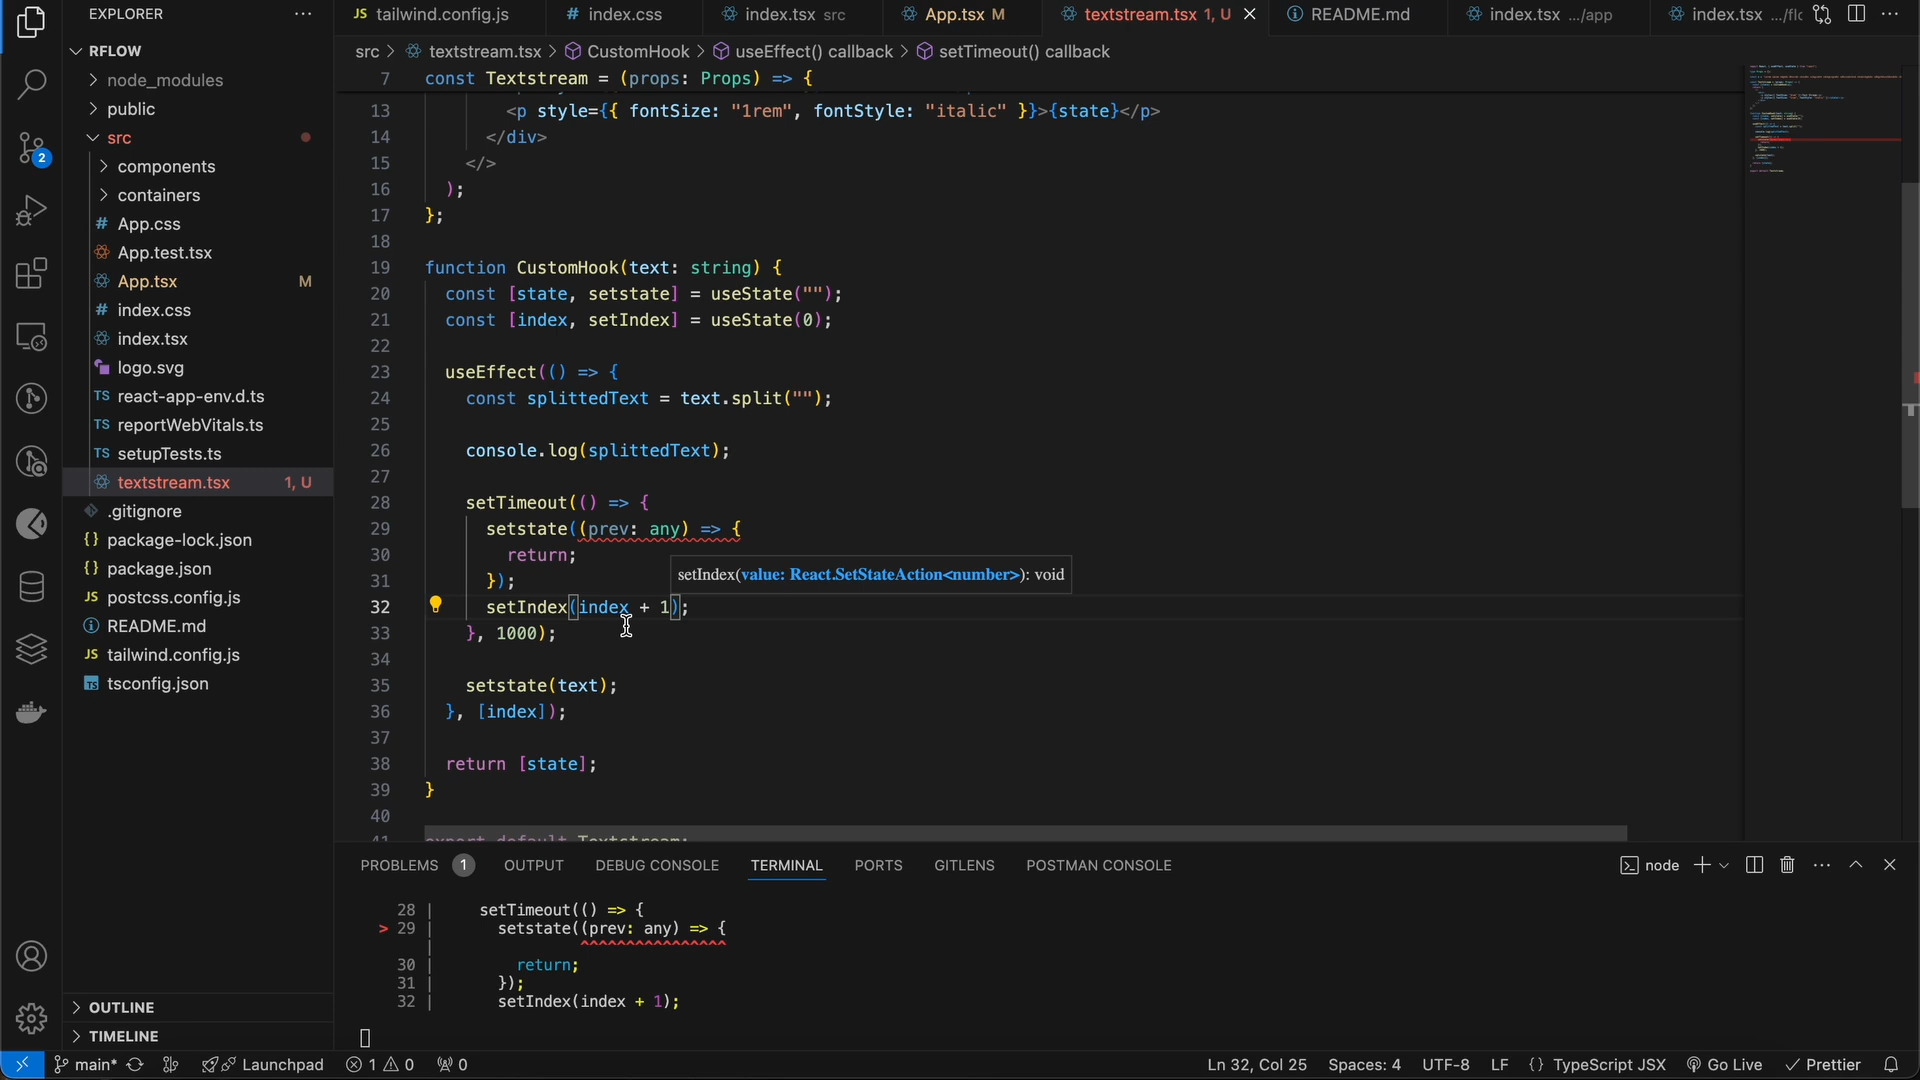 EXPLORER
RFLOW
node_modules
public
src
components
containers
# App.css
App.test.tsx
App.tsx M
# index.css
index.tsx
logo.svg
TS react-app-env.d.ts
TS reportWebVitals.ts
TS setupTests.ts
textstream.tsx 1, U
.gitignore
{} package-lock.json
{} package.json
JS postcss.config.js
README.md
JS tailwind.config.js
TS tsconfig.json
OUTLINE
TIMELINE
2
JS tailwind.config.js
# index.css
index.tsx src
App.tsx M
textstream.tsx 1, U
README.md
index.tsx .../app
index.tsx
src > textstream.tsx > CustomHook > useEffect() callback > setTimeout() callback
7 const Textstream = (props: Props) => {
13 <p style={{ fontSize: "1rem", fontStyle: "italic" }}>{state}</p>
14 </div>
15 </>
16 );
17 };
18
19 function CustomHook(text: string) {
20 const [state, setstate] = useState("");
21 const [index, setIndex] = useState(0);
22
23 useEffect(() => {
24 const splittedText = text.split("");
25
26 console.log(splittedText);
27
28 setTimeout(() => {
29 setstate((prev: any) => {
30 return;
31 });
setIndex(value: React.SetStateAction<number>): void
32 setIndex(index + 1);
33 }, 1000);
34
35 setstate(text);
36 }, [index]);
37
38 return [state];
39 }
40
41 export default Textstream;
PROBLEMS 1 OUTPUT DEBUG CONSOLE TERMINAL PORTS GITLENS POSTMAN CONSOLE
node
28 | setTimeout(() => {
> 29 | setstate((prev: any) => {
| ^^^^^^^^^^^^^^^^
30 | return;
31 | });
32 | setIndex(index + 1);
main* Launchpad 1 0 0
Ln 32, Col 25 Spaces: 4 UTF-8 LF {} TypeScript JSX Go Live Prettier